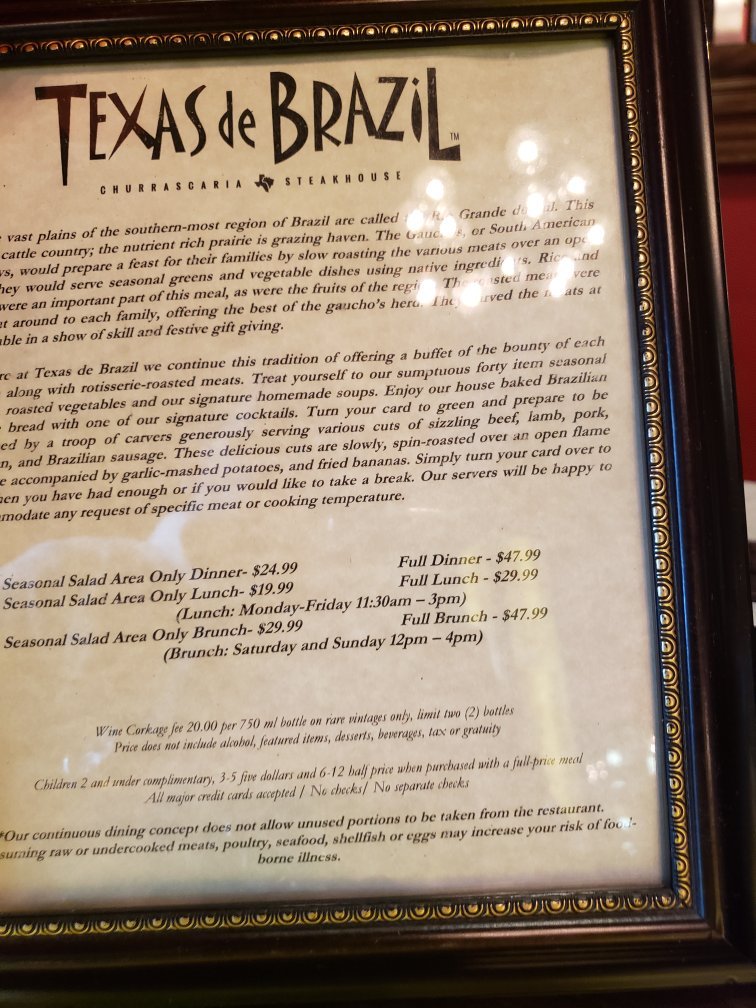 TEXAS de BRAZiL™
CHURRASCARIA STEAKHOUSE
vast plains of the southern-most region of Brazil are called Grande do This
cattle country; the nutrient rich prairie is grazing haven. The or South American
would prepare a feast for their families by slow roasting the various meats over an open
they would serve seasonal greens and vegetable dishes using native Rice and
were an important part of this meal, as were the fruits of the The roasted were
around to each family, offering the best of the gaucho's herd. They the at
in a show of skill and festive gift giving.
at Texas de Brazil we continue this tradition of offering a buffet of the bounty of each
along with rotisserie-roasted meats. Treat yourself to our sumptuous forty item seasonal
roasted vegetables and our signature homemade soups. Enjoy our house baked Brazilian
bread with one of our signature cocktails. Turn your card to green and prepare to be
ed by a troop of carvers generously serving various cuts of sizzling beef, lamb, pork,
n, and Brazilian sausage. These delicious cuts are slowly, spin-roasted over an open flame
e accompanied by garlic-mashed potatoes, and fried bananas. Simply turn your card over to
en you have had enough or if you would like to take a break. Our servers will be happy to
modate any request of specific meat or cooking temperature.
Seasonal Salad Area Only Dinner- $24.99 Full Dinner - $47.99
Seasonal Salad Area Only Lunch- $19.99 Full Lunch - $29.99
(Lunch: Monday-Friday 11:30am – 3pm)
Seasonal Salad Area Only Brunch- $29.99 Full Brunch - $47.99
(Brunch: Saturday and Sunday 12pm – 4pm)
Wine Corkage fee 20.00 per 750 ml bottle on rare vintages only, limit two (2) bottles
Price does not include alcohol, featured items, desserts, beverages, tax or gratuity
Children 2 and under complimentary, 3-5 five dollars and 6-12 half price when purchased with a full-price meal
All major credit cards accepted / No checks/ No separate checks
*Our continuous dining concept does not allow unused portions to be taken from the restaurant.
suming raw or undercooked meats, poultry, seafood, shellfish or eggs may increase your risk of food-
borne illness.